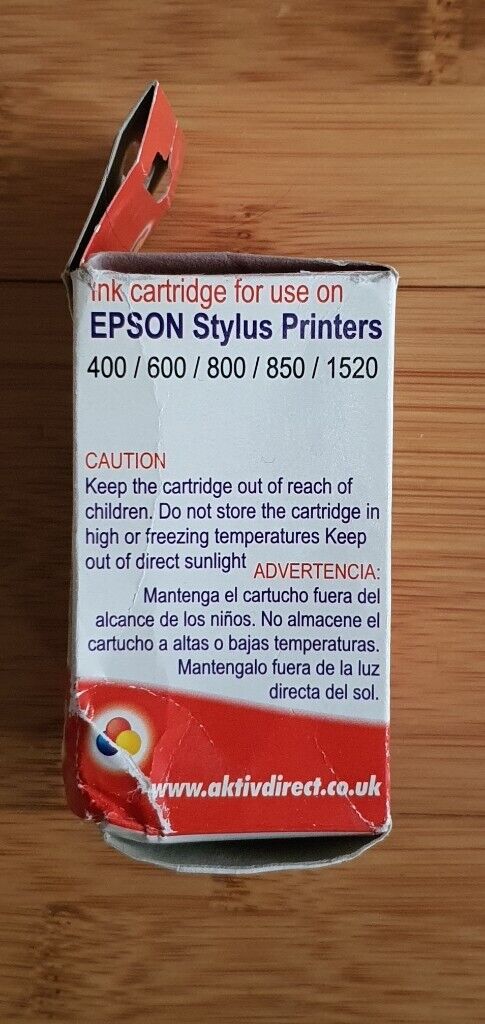 Ink cartridge for use on
EPSON Stylus Printers
400 / 600 / 800 / 850 / 1520
CAUTION
Keep the cartridge out of reach of
children. Do not store the cartridge in
high or freezing temperatures Keep
out of direct sunlight
ADVERTENCIA:
Mantenga el cartucho fuera del
alcance de los niños. No almacene el
cartucho a altas o bajas temperaturas.
Mantengalo fuera de la luz
directa del sol.
www.aktivdirect.co.uk